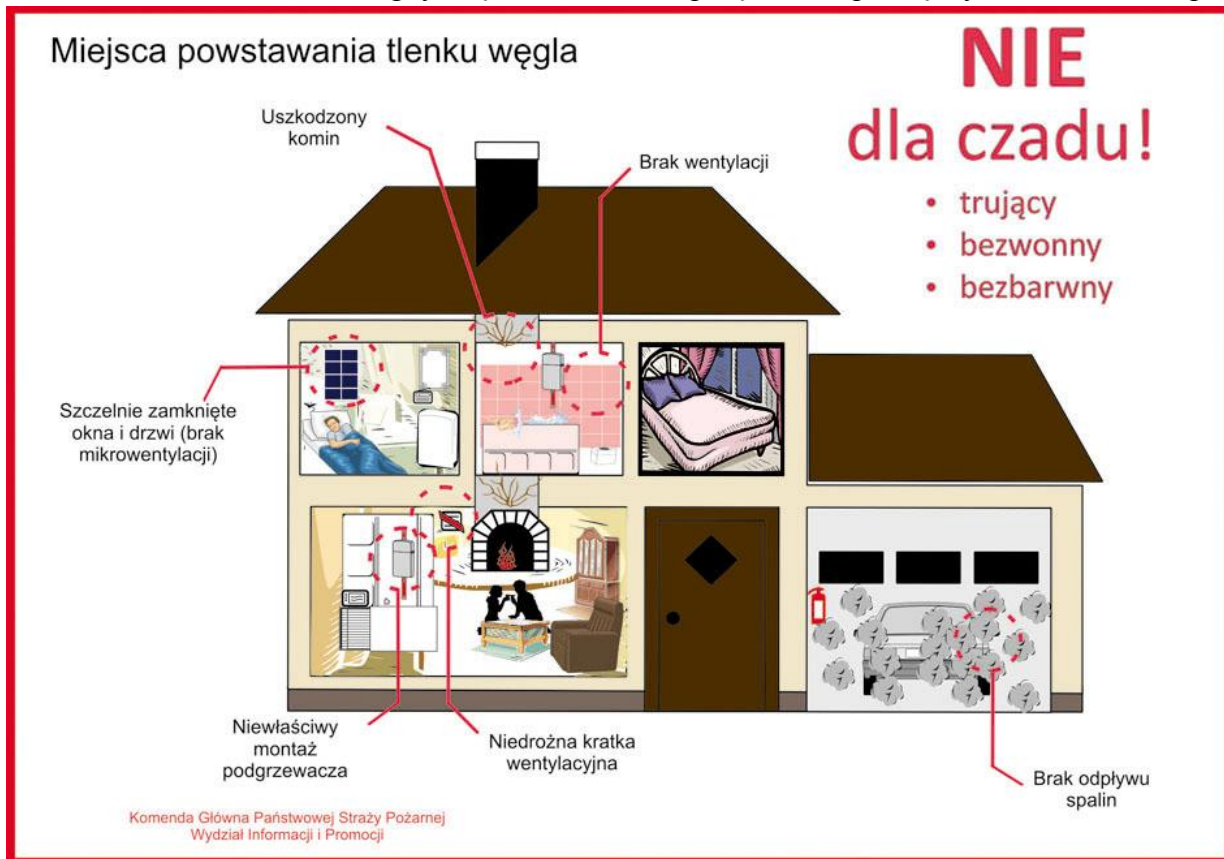 Miejsca powstawania tlenku węgla
NIE
dla czadu!
• trujący
• bezwonny
• bezbarwny
Uszkodzony
komin
Brak wentylacji
Szczelnie zamknięte
okna i drzwi (brak
mikrowentylacji)
Niewłaściwy
montaż
podgrzewacza
Niedrożna kratka
wentylacyjna
Brak odpływu
spalin
Komenda Główna Państwowej Straży Pożarnej
Wydział Informacji i Promocji